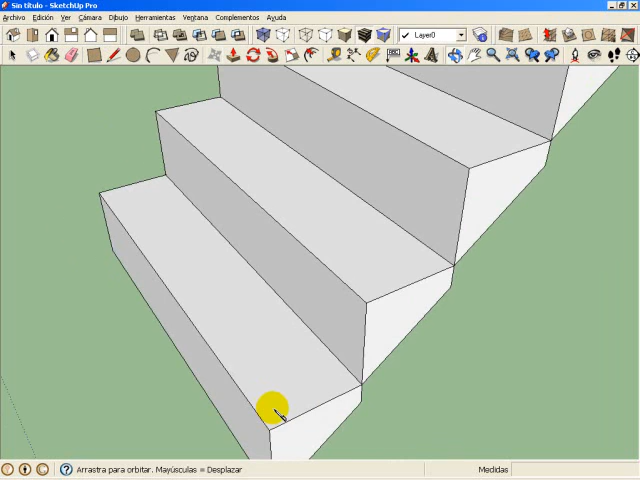 Sin título - SketchUp Pro
Archivo Edición Ver Cámara Dibujo Herramientas Ventana Complementos Ayuda
Layer0
Arrastra para orbitar. Mayúsculas = Desplazar Medidas